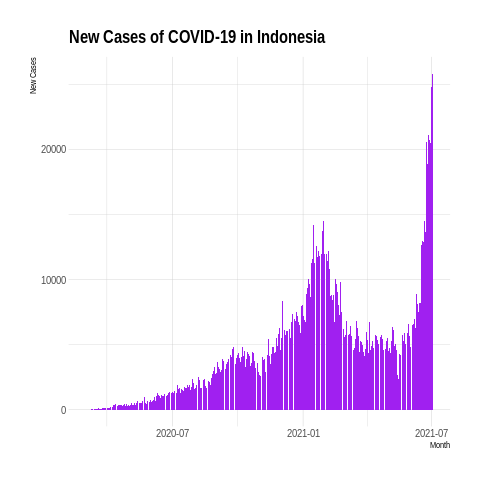 New Cases of COVID-19 in Indonesia
New Cases
20000
10000
0
2020-07
2021-01
2021-07
Month